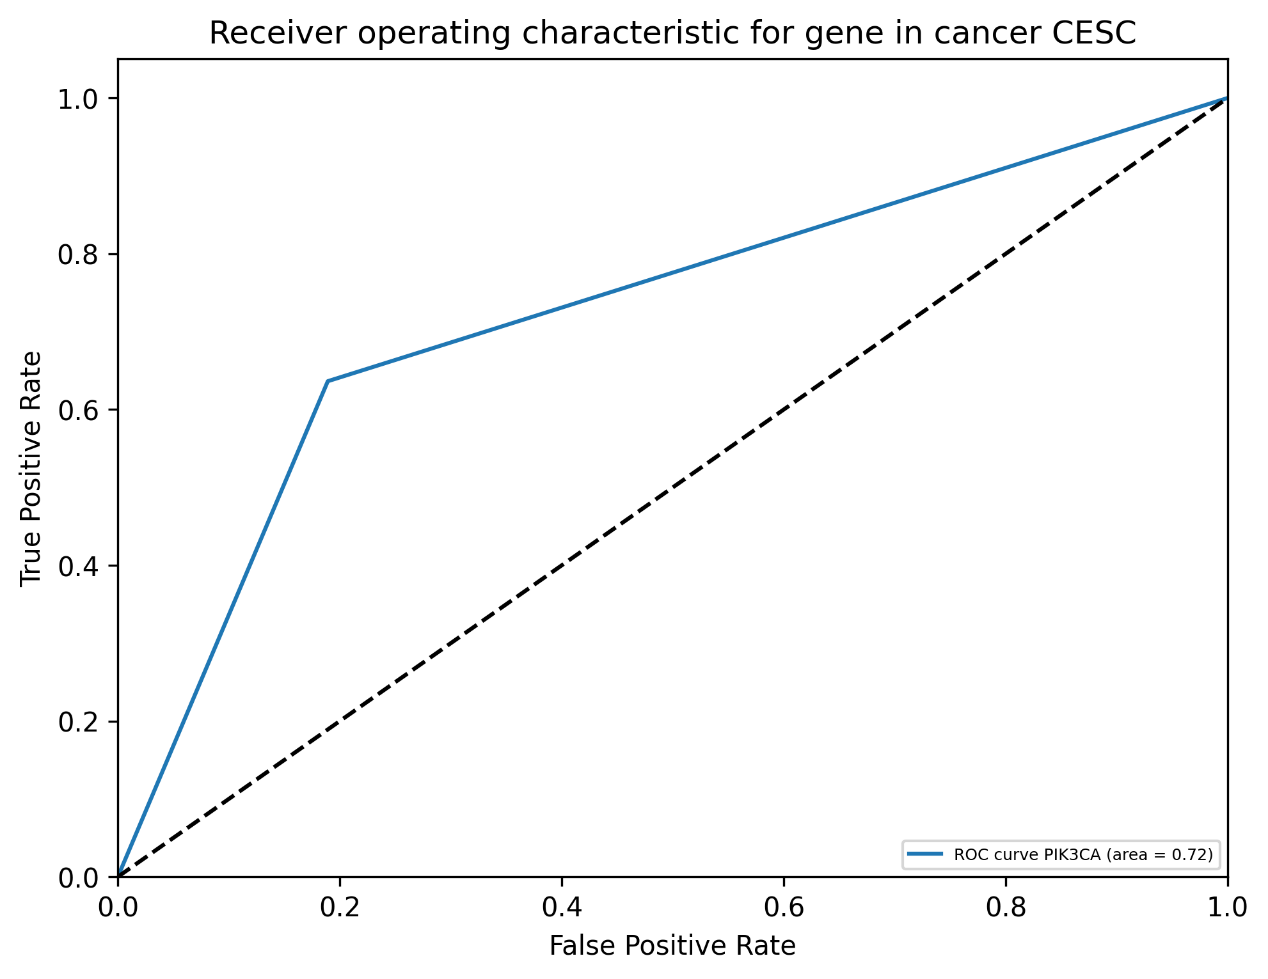 Receiver operating characteristic for gene in cancer CESC
1.0
0.8
0.6
0.4
0.2
0.0
True Positive Rate
ROC curve PIK3CA (area = 0.72)
0.0 0.2 0.4 0.6 0.8 1.0
False Positive Rate